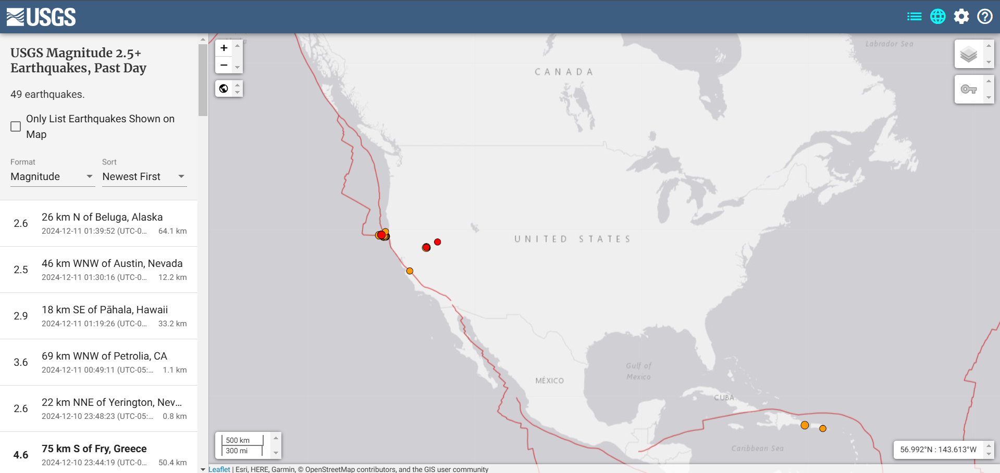 USGS
USGS Magnitude 2.5+
Earthquakes, Past Day
49 earthquakes.
Only List Earthquakes Shown on
Map
Format
Magnitude
Sort
Newest First
2.6
26 km N of Beluga, Alaska
2024-12-11 01:39:52 (UTC-0...
64.1 km
2.5
46 km WNW of Austin, Nevada
2024-12-11 01:30:16 (UTC-0...
12.2 km
2.9
18 km SE of Pāhala, Hawaii
2024-12-11 01:19:26 (UTC-0...
33.2 km
3.6
69 km WNW of Petrolia, CA
2024-12-11 00:49:11 (UTC-05:...
1.1 km
2.6
22 km NNE of Yerington, Nev...
2024-12-10 23:48:23 (UTC-05:...
0.8 km
4.6
75 km S of Fry, Greece
2024-12-10 23:44:19 (UTC-0...
50.4 km
+
−
Labrador Sea
CANADA
UNITED STATES
Gulf of
Mexico
MÉXICO
CUBA
Caribbean Sea
500 km
300 mi
56.992°N : 143.613°W
Leaflet | Esri, HERE, Garmin, © OpenStreetMap contributors, and the GIS user community